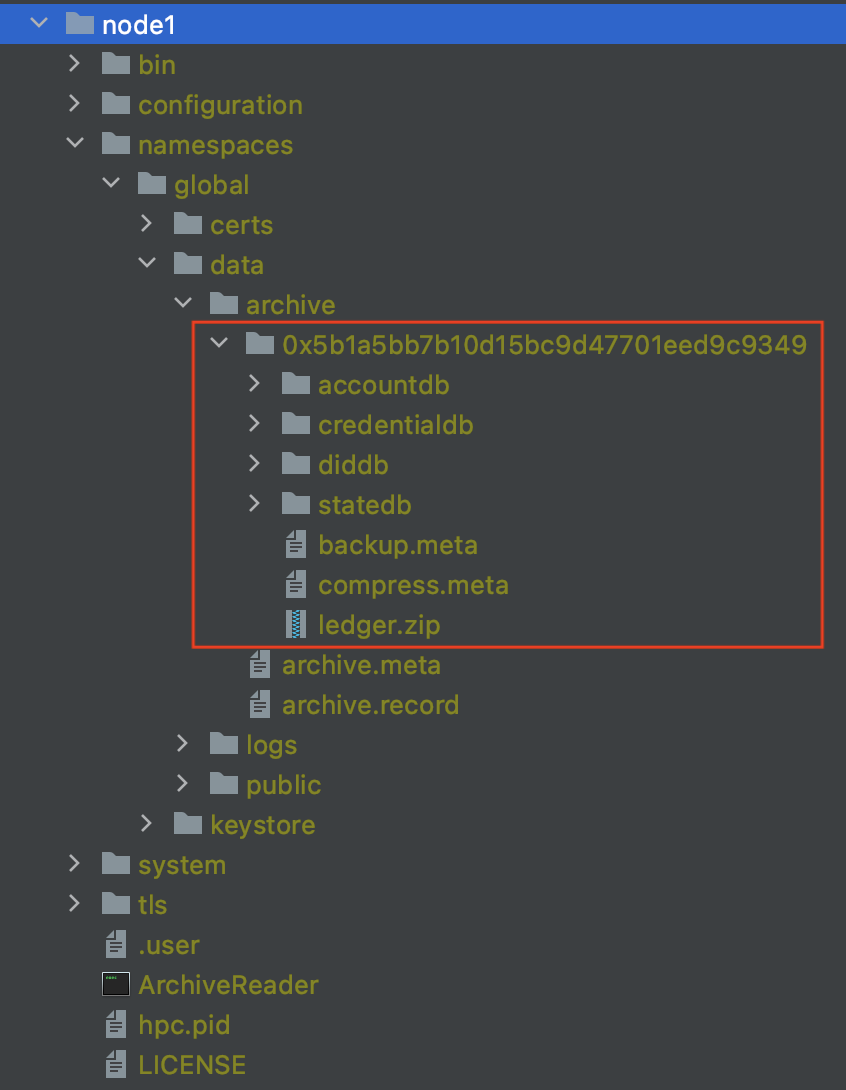 node1
bin
configuration
namespaces
global
certs
data
archive
0x5b1a5bb7b10d15bc9d47701eed9c9349
accountdb
credentialdb
diddb
statedb
backup.meta
compress.meta
ledger.zip
archive.meta
archive.record
logs
public
keystore
system
tls
.user
ArchiveReader
hpc.pid
LICENSE